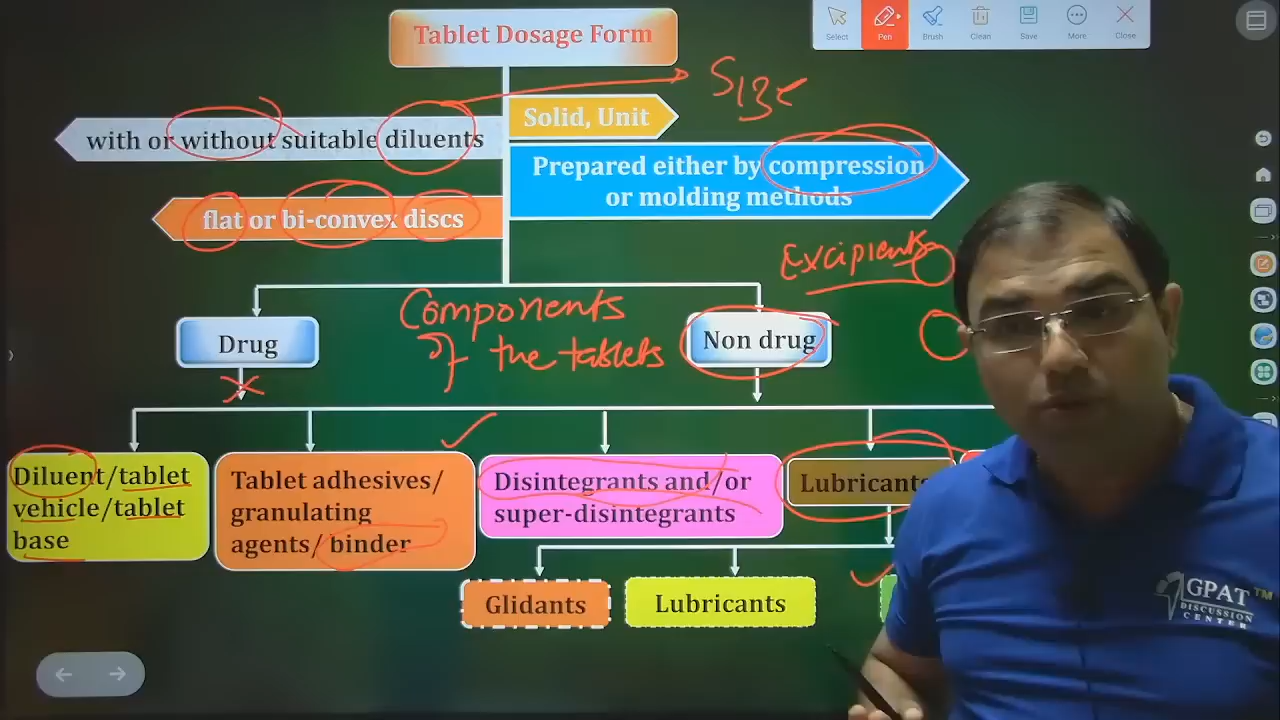 Tablet Dosage Form
Select
Pen
Brush
Clean
Save
More
Close
Size
Solid, Unit
with or without suitable diluents
Prepared either by compression
or molding methods
flat or bi-convex discs
Excipients
Components
of the tablets
Drug
Non drug
Diluent/tablet
vehicle/tablet
base
Tablet adhesives/
granulating
agents/ binder
Disintegrants and/or
super-disintegrants
Lubricants
Glidants
Lubricants
GPAT™
DISCUSSION
CENTER